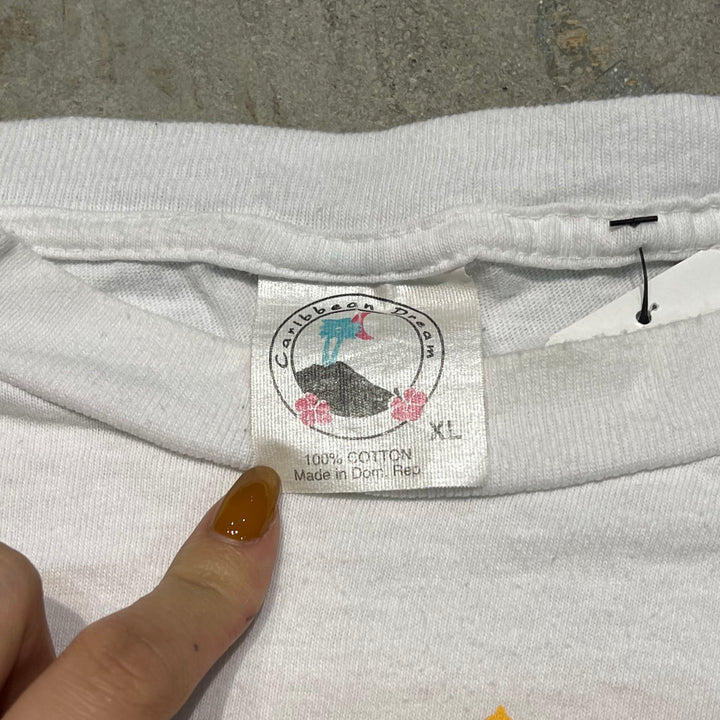 Caribbean Dream
XL
100% COTTON
Made in Dom. Rep.